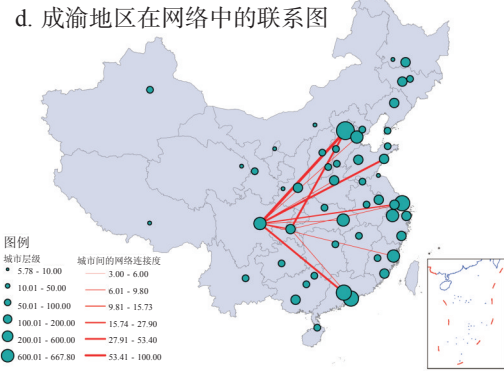 d. 成渝地区在网络中的联系图
图例
城市层级
5.78 - 10.00
10.01 - 50.00
50.01 - 100.00
100.01 - 200.00
200.01 - 600.00
600.01 - 667.80
城市间的网络连接度
3.00 - 6.00
6.01 - 9.80
9.81 - 15.73
15.74 - 27.90
27.91 - 53.40
53.41 - 100.00